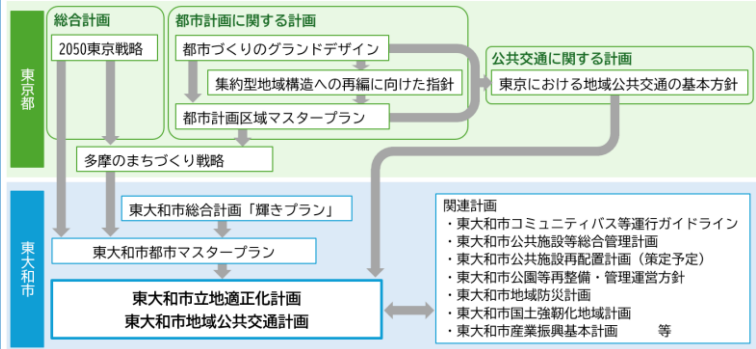 東京都
総合計画
2050東京戦略
都市計画に関する計画
都市づくりのグランドデザイン
集約型地域構造への再編に向けた指針
都市計画区域マスタープラン
公共交通に関する計画
東京における地域公共交通の基本方針
多摩のまちづくり戦略
東大和市
東大和市総合計画「輝きプラン」
東大和市都市マスタープラン
東大和市立地適正化計画
東大和市地域公共交通計画
関連計画
・東大和市コミュニティバス等運行ガイドライン
・東大和市公共施設等総合管理計画
・東大和市公共施設再配置計画（策定予定）
・東大和市公園等再整備・管理運営方針
・東大和市地域防災計画
・東大和市国土強靭化地域計画
・東大和市産業振興基本計画　　等